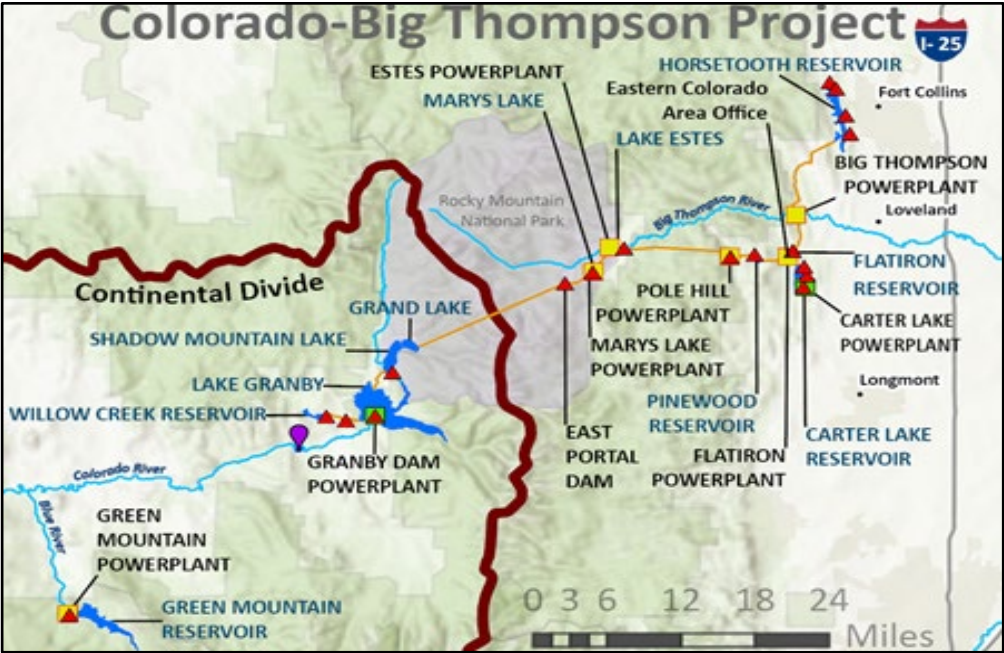 Colorado-Big Thompson Project
I-25
ESTES POWERPLANT
HORSETOOTH RESERVOIR
MARYS LAKE
Eastern Colorado
Area Office
Fort Collins
LAKE ESTES
BIG THOMPSON
POWERPLANT
Rocky Mountain
National Park
Big Thompson River
Loveland
Continental Divide
FLATIRON
RESERVOIR
GRAND LAKE
POLE HILL
POWERPLANT
CARTER LAKE
POWERPLANT
SHADOW MOUNTAIN LAKE
MARYS LAKE
POWERPLANT
LAKE GRANBY
Longmont
WILLOW CREEK RESERVOIR
PINEWOOD
RESERVOIR
EAST
PORTAL
DAM
CARTER LAKE
RESERVOIR
GRANBY DAM
POWERPLANT
FLATIRON
POWERPLANT
Colorado River
Blue River
GREEN
MOUNTAIN
POWERPLANT
GREEN MOUNTAIN
RESERVOIR
0 3 6 12 18 24
Miles